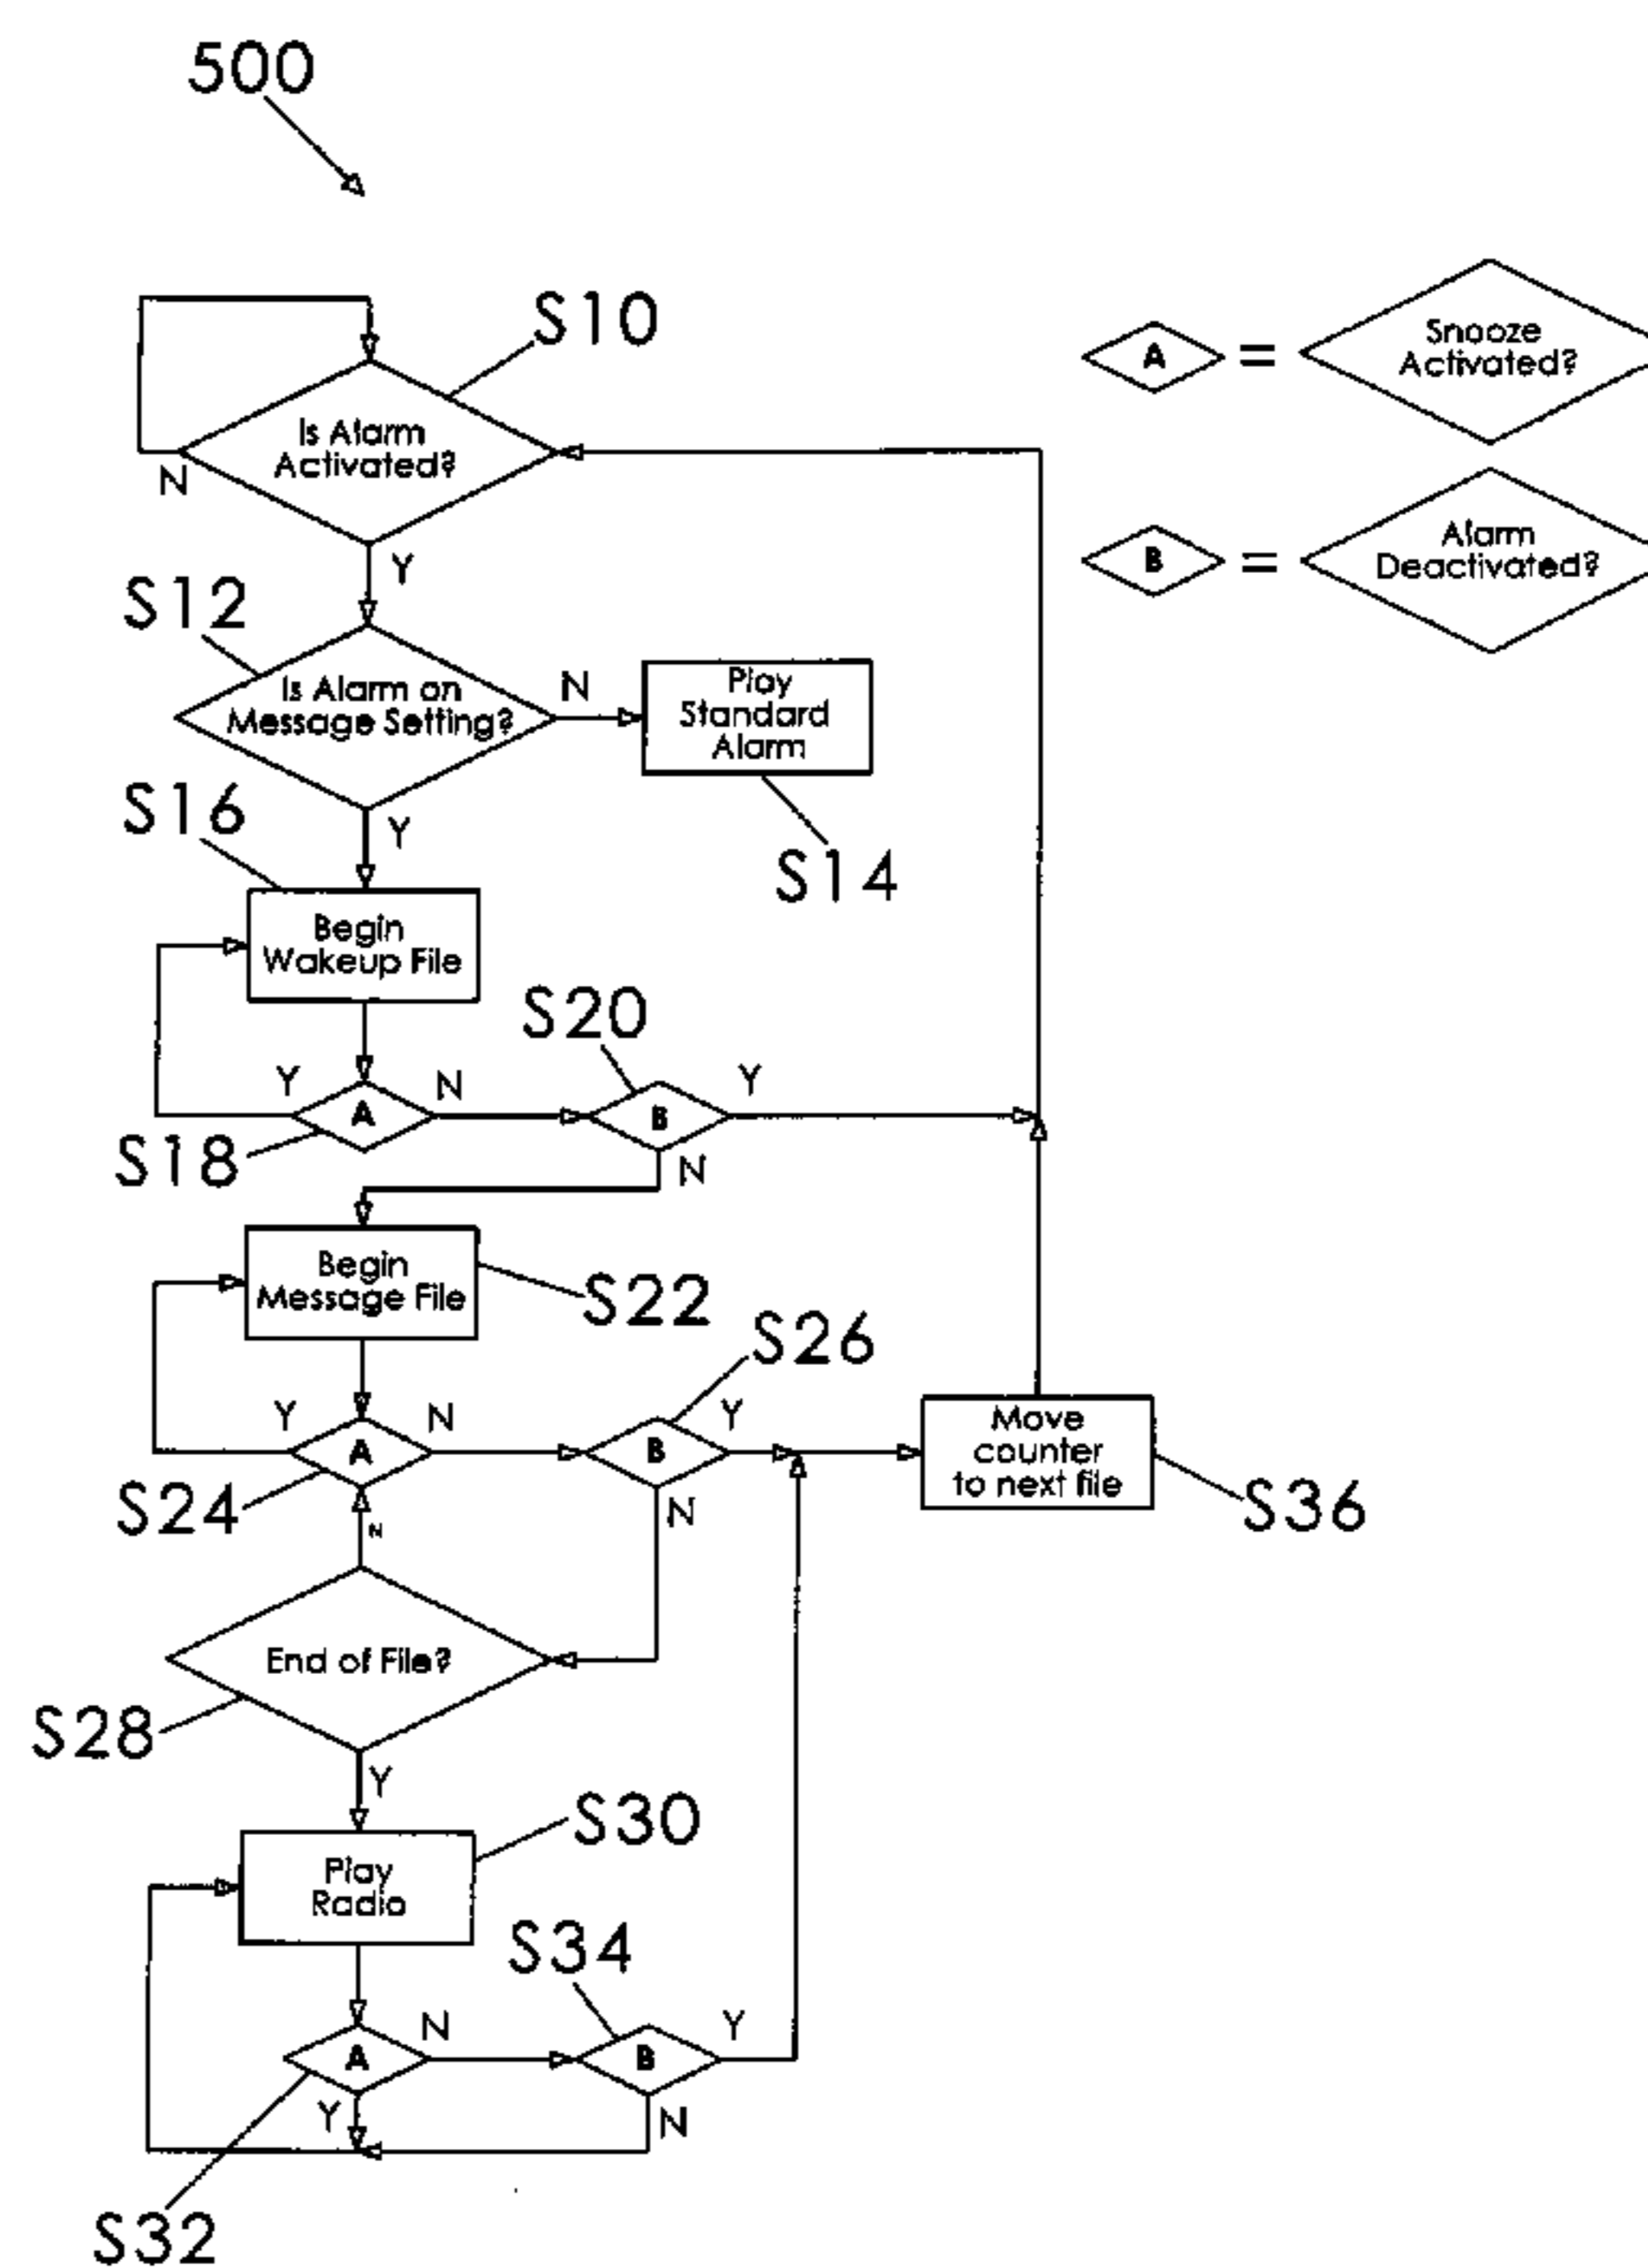 500
S10
Is Alarm
Activated?
N
Y
A
=
Snooze
Activated?
B
=
Alarm
Deactivated?
S12
Is Alarm on
Message Setting?
N
Play
Standard
Alarm
S14
Y
S16
Begin
Wakeup File
S20
Y
A
N
B
Y
S18
N
Begin
Message File
S22
S26
Y
A
N
B
Y
Move
counter
to next file
S24
N
N
S36
End of File?
S28
Y
S30
Play
Radio
S34
A
N
B
Y
Y
N
S32